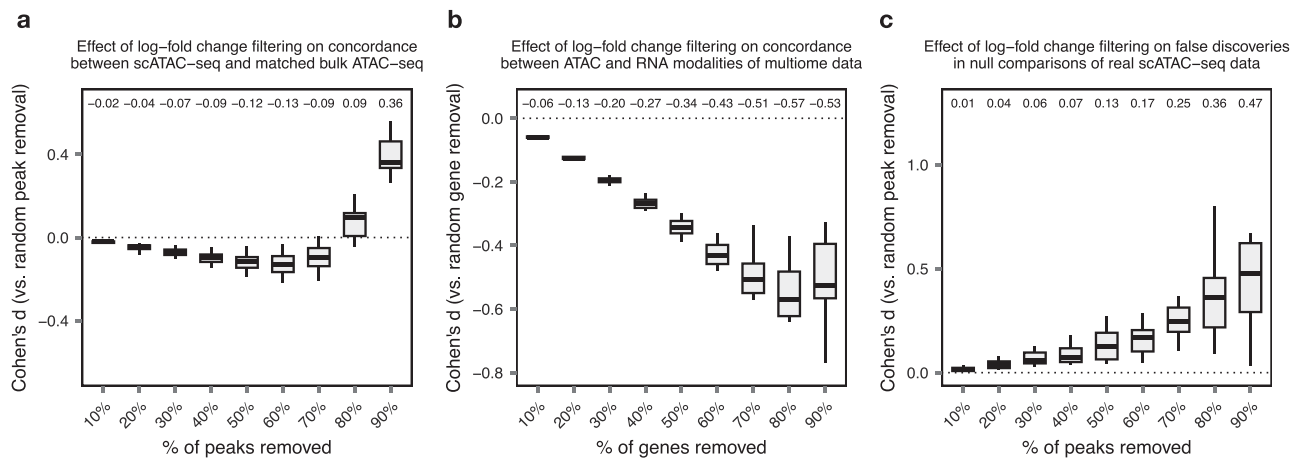 a
Effect of log−fold change filtering on concordance
between scATAC−seq and matched bulk ATAC−seq
Cohen's d (vs. random peak removal)
−0.02 −0.04 −0.07 −0.09 −0.12 −0.13 −0.09 0.09 0.36
0.4
0.0
−0.4
10% 20% 30% 40% 50% 60% 70% 80% 90%
% of peaks removed
b
Effect of log−fold change filtering on concordance
between ATAC and RNA modalities of multiome data
Cohen's d (vs. random gene removal)
−0.06 −0.13 −0.20 −0.27 −0.34 −0.43 −0.51 −0.57 −0.53
0.0
−0.2
−0.4
−0.6
−0.8
10% 20% 30% 40% 50% 60% 70% 80% 90%
% of genes removed
c
Effect of log−fold change filtering on false discoveries
in null comparisons of real scATAC−seq data
Cohen's d (vs. random peak removal)
0.01 0.04 0.06 0.07 0.13 0.17 0.25 0.36 0.47
1.0
0.5
0.0
10% 20% 30% 40% 50% 60% 70% 80% 90%
% of peaks removed